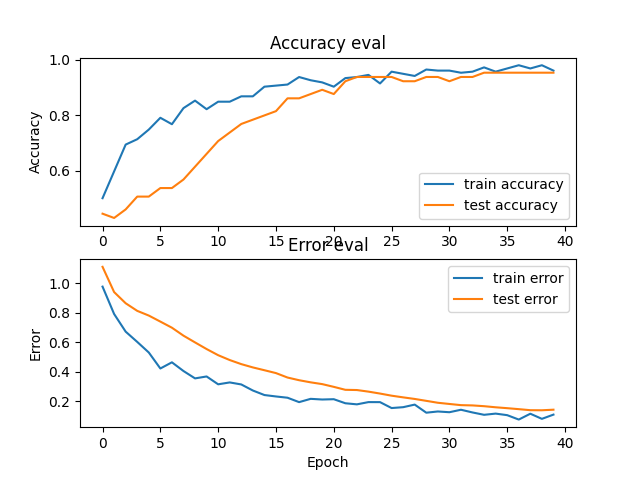 Accuracy eval
1.0
0.8
0.6
Accuracy
train accuracy
test accuracy
0 5 10 15 20 25 30 35 40
Error eval
1.0
0.8
0.6
0.4
0.2
Error
train error
test error
0 5 10 15 20 25 30 35 40
Epoch